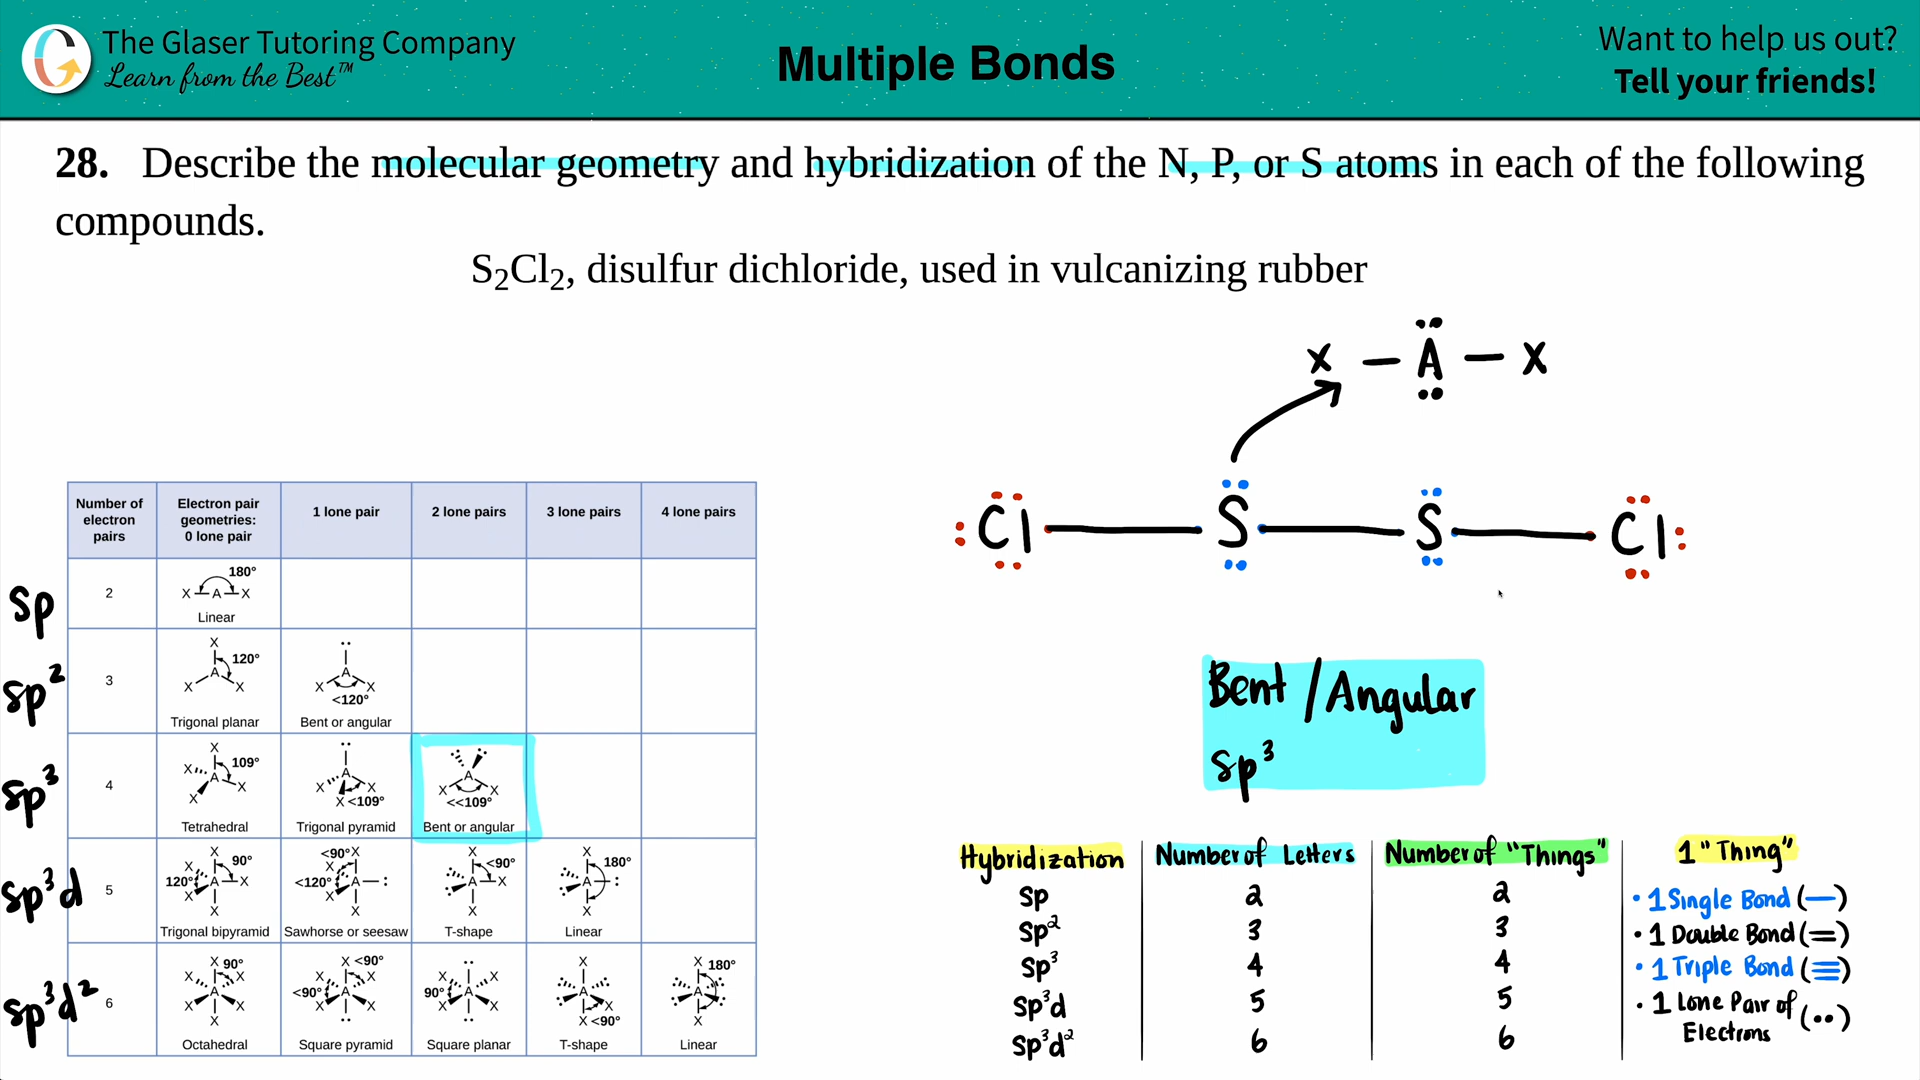 The Glaser Tutoring Company
Learn from the Best™
Multiple Bonds
Want to help us out?
Tell your friends!
28. Describe the molecular geometry and hybridization of the N, P, or S atoms in each of the following
compounds.
S₂Cl₂, disulfur dichloride, used in vulcanizing rubber
X — A — X
Cl — S — S — Cl
Bent / Angular
Sp³
Number of electron pairs
Electron pair geometries: 0 lone pair
1 lone pair
2 lone pairs
3 lone pairs
4 lone pairs
Sp
2
180°
X A X
Linear
Sp²
3
X
120°
A
X X
Trigonal planar
A
X X
<120°
Bent or angular
Sp³
4
X
109°
X A X
X
Tetrahedral
A
X X
X <109°
Trigonal pyramid
A
X X
<<109°
Bent or angular
Sp³d
5
X
X 90°
120° A X
X
X
Trigonal bipyramid
<90° X
X
<120° A :
X
X
Sawhorse or seesaw
X
<90°
A X
X
T-shape
X
180°
A :
X
Linear
Sp³d²
6
X 90°
X X
A
X X
X
Octahedral
X <90°
X X
<90° A
X X
Square pyramid
X X
90° A
X X
Square planar
X
A
X
X <90°
T-shape
X 180°
A
X
Linear
Hybridization
Number of Letters
Number of "Things"
1 "Thing"
Sp 2 2
• 1 Single Bond (—)
Sp² 3 3
• 1 Double Bond (=)
Sp³ 4 4
• 1 Triple Bond (≡)
Sp³d 5 5
• 1 Lone Pair of
Electrons (••)
Sp³d² 6 6